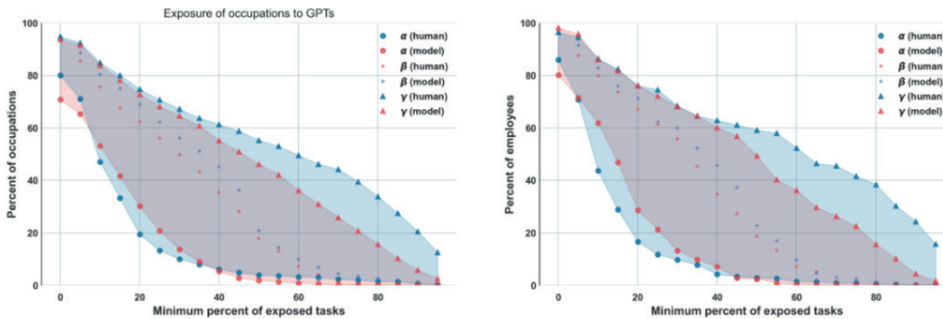 Exposure of occupations to GPTs
100
80
60
40
20
0
0 20 40 60 80
Percent of occupations
Minimum percent of exposed tasks
α (human)
α (model)
β (human)
β (model)
γ (human)
γ (model)
100
80
60
40
20
0
0 20 40 60 80
Percent of employees
Minimum percent of exposed tasks
α (human)
α (model)
β (human)
β (model)
γ (human)
γ (model)